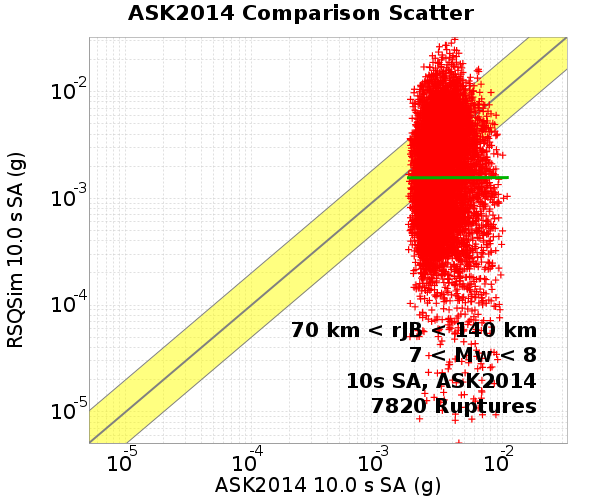 ASK2014 Comparison Scatter
RSQSim 10.0 s SA (g)
10⁻²
10⁻³
10⁻⁴
10⁻⁵
70 km < rJB < 140 km
7 < Mw < 8
10s SA, ASK2014
7820 Ruptures
10⁻⁵ 10⁻⁴ 10⁻³ 10⁻²
ASK2014 10.0 s SA (g)